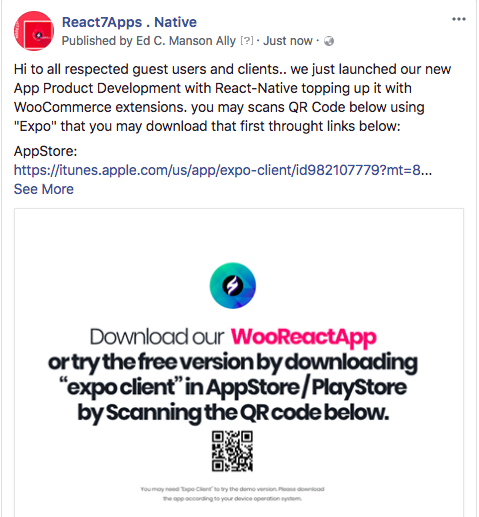 React7Apps . Native
Published by Ed C. Manson Ally [?] · Just now ·
Hi to all respected guest users and clients.. we just launched our new
App Product Development with React-Native topping up it with
WooCommerce extensions. you may scans QR Code below using
"Expo" that you may download that first throught links below:
AppStore:
https://itunes.apple.com/us/app/expo-client/id982107779?mt=8...
See More
Download our WooReactApp
or try the free version by downloading
“expo client” in AppStore / PlayStore
by Scanning the QR code below.
You may need "Expo Client" to try the demo version. Please download
the app according to your device operation system.